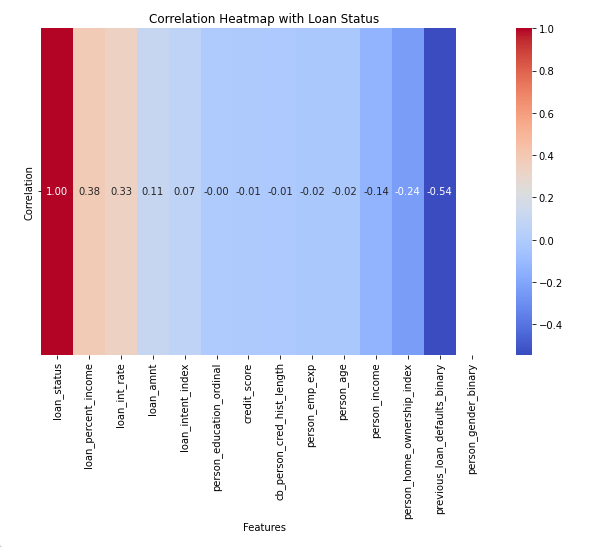 Correlation Heatmap with Loan Status
Correlation
1.00 0.38 0.33 0.11 0.07 -0.00 -0.01 -0.01 -0.02 -0.02 -0.14 -0.24 -0.54
loan_status
loan_percent_income
loan_int_rate
loan_amnt
loan_intent_index
person_education_ordinal
credit_score
cb_person_cred_hist_length
person_emp_exp
person_age
person_income
person_home_ownership_index
previous_loan_defaults_binary
person_gender_binary
Features
1.0
0.8
0.6
0.4
0.2
0.0
−0.2
−0.4